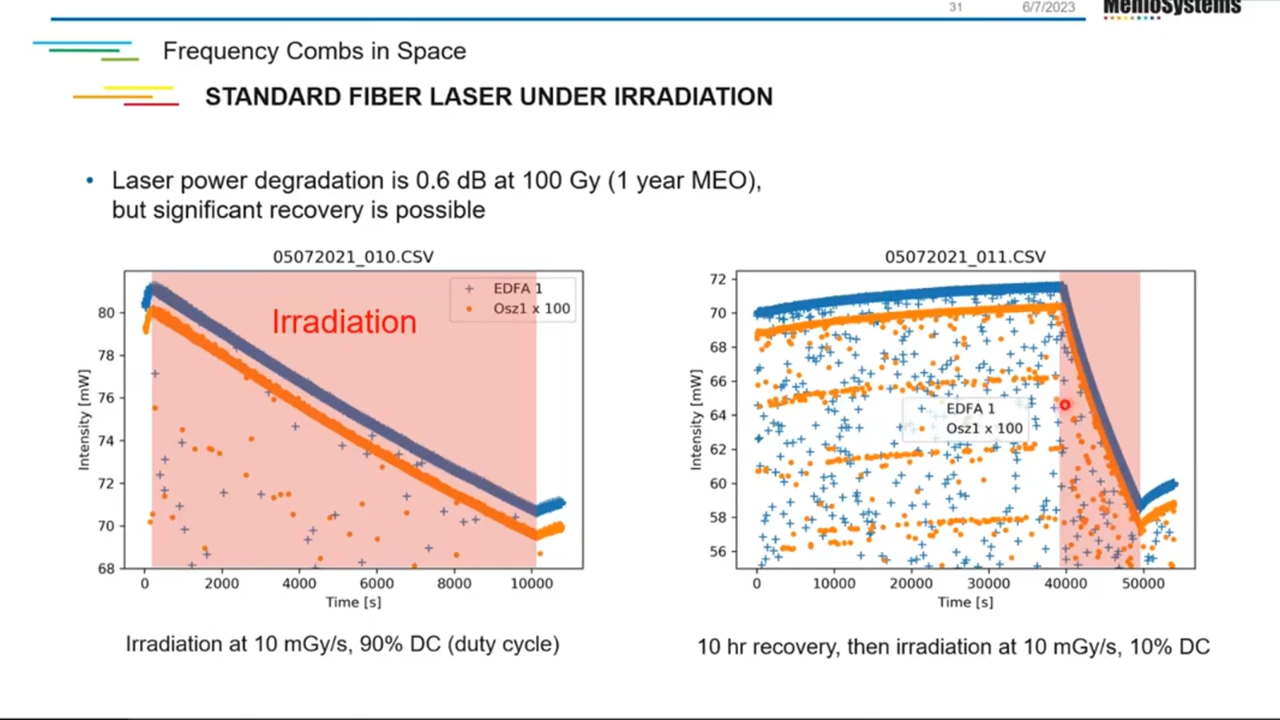 31 6/7/2023 MenloSystems
Frequency Combs in Space
STANDARD FIBER LASER UNDER IRRADIATION
• Laser power degradation is 0.6 dB at 100 Gy (1 year MEO),
but significant recovery is possible
05072021_010.CSV
EDFA 1
Osz1 x 100
Irradiation
80
78
76
74
72
70
68
Intensity [mW]
0 2000 4000 6000 8000 10000
Time [s]
Irradiation at 10 mGy/s, 90% DC (duty cycle)
05072021_011.CSV
72
70
68
66
64
62
60
58
56
Intensity [mW]
EDFA 1
Osz1 x 100
0 10000 20000 30000 40000 50000
Time [s]
10 hr recovery, then irradiation at 10 mGy/s, 10% DC